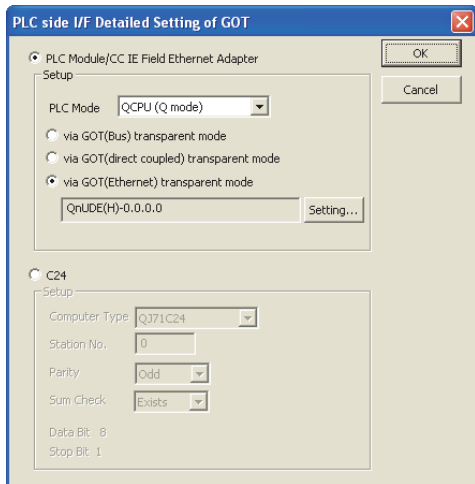 PLC side I/F Detailed Setting of GOT
PLC Module/CC IE Field Ethernet Adapter
OK
Setup
Cancel
PLC Mode QCPU (Q mode)
via GOT(Bus) transparent mode
via GOT(direct coupled) transparent mode
via GOT(Ethernet) transparent mode
QnUDE(H)-0.0.0.0 Setting...
C24
Setup
Computer Type QJ71C24
Station No. 0
Parity Odd
Sum Check Exists
Data Bit 8
Stop Bit 1